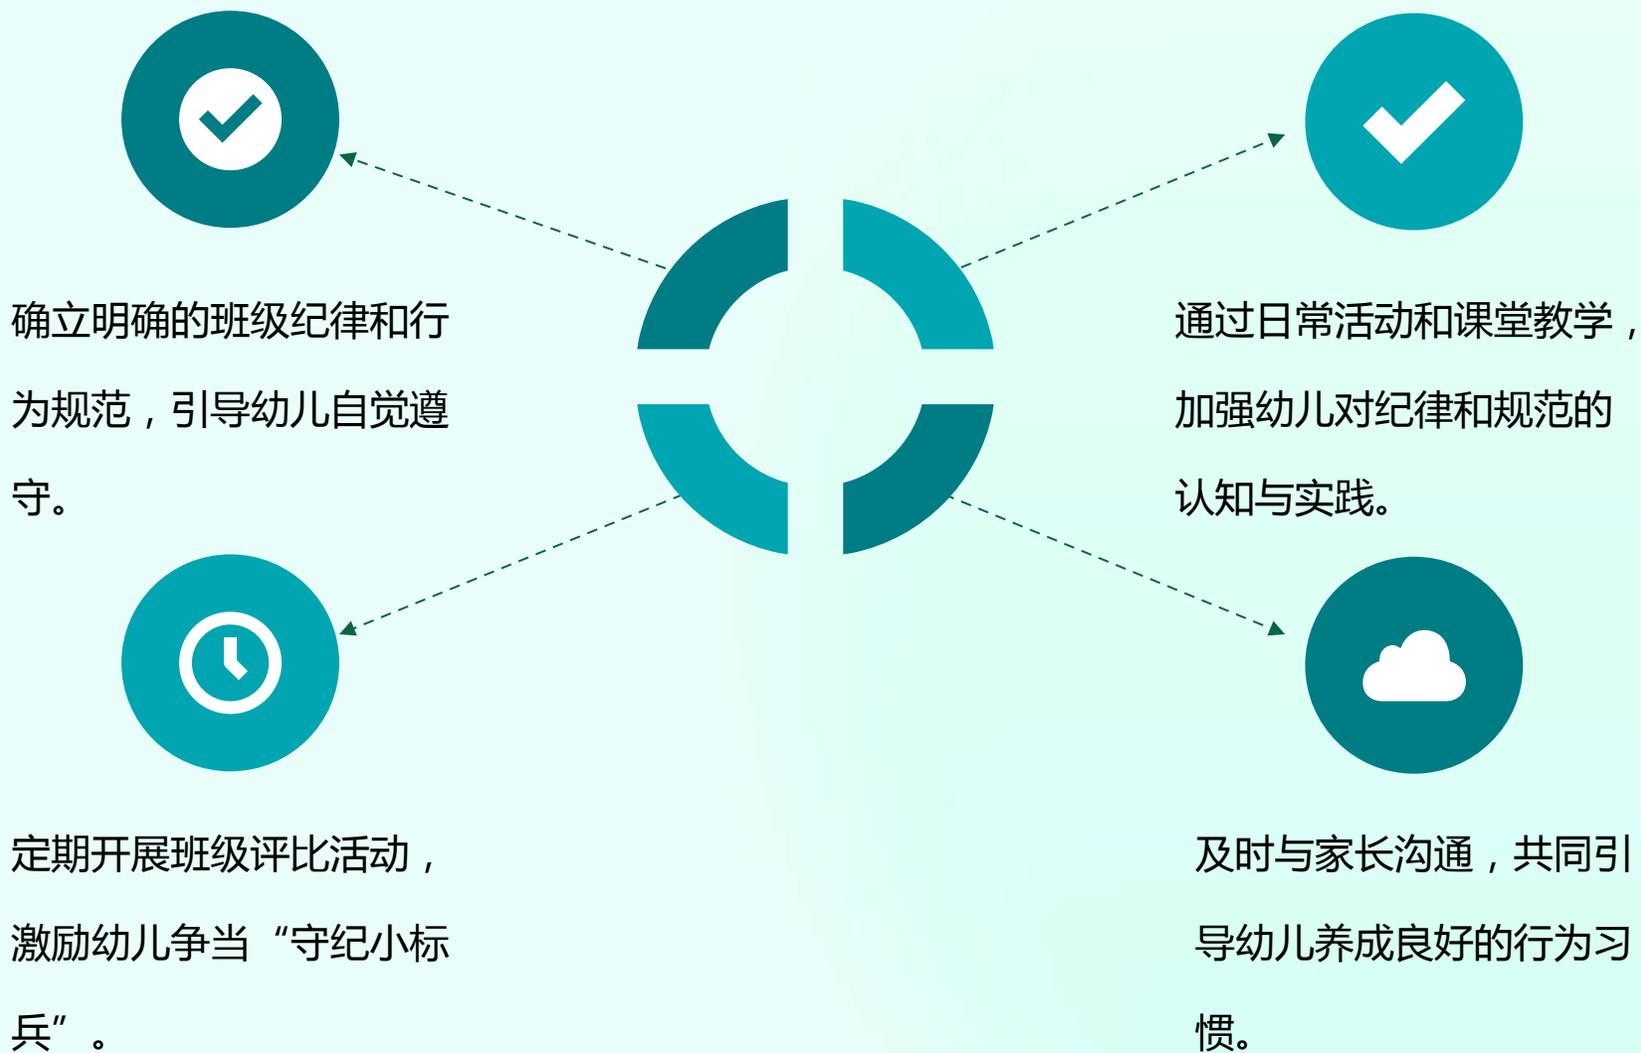 确立明确的班级纪律和行
为规范，引导幼儿自觉遵
守。
通过日常活动和课堂教学，
加强幼儿对纪律和规范的
认知与实践。
定期开展班级评比活动，
激励幼儿争当“守纪小标
兵”。
及时与家长沟通，共同引
导幼儿养成良好的行为习
惯。